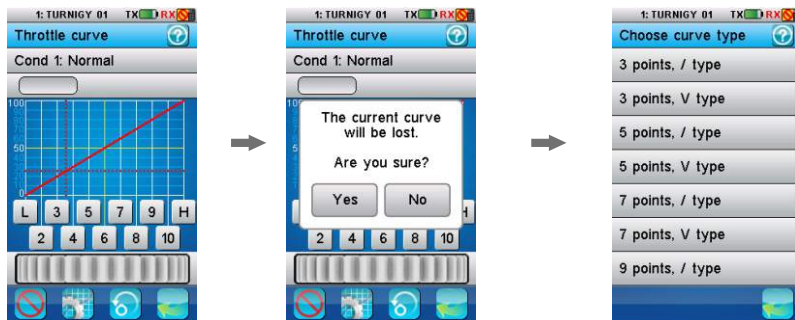 1: TURNIGY 01 TX RX
Throttle curve ?
Cond 1: Normal
100
50
0
L 3 5 7 9 H
2 4 6 8 10
1: TURNIGY 01 TX RX
Throttle curve ?
Cond 1: Normal
The current curve
will be lost.
Are you sure?
Yes No
2 4 6 8 10
1: TURNIGY 01 TX RX
Choose curve type ?
3 points, / type
3 points, V type
5 points, / type
5 points, V type
7 points, / type
7 points, V type
9 points, / type